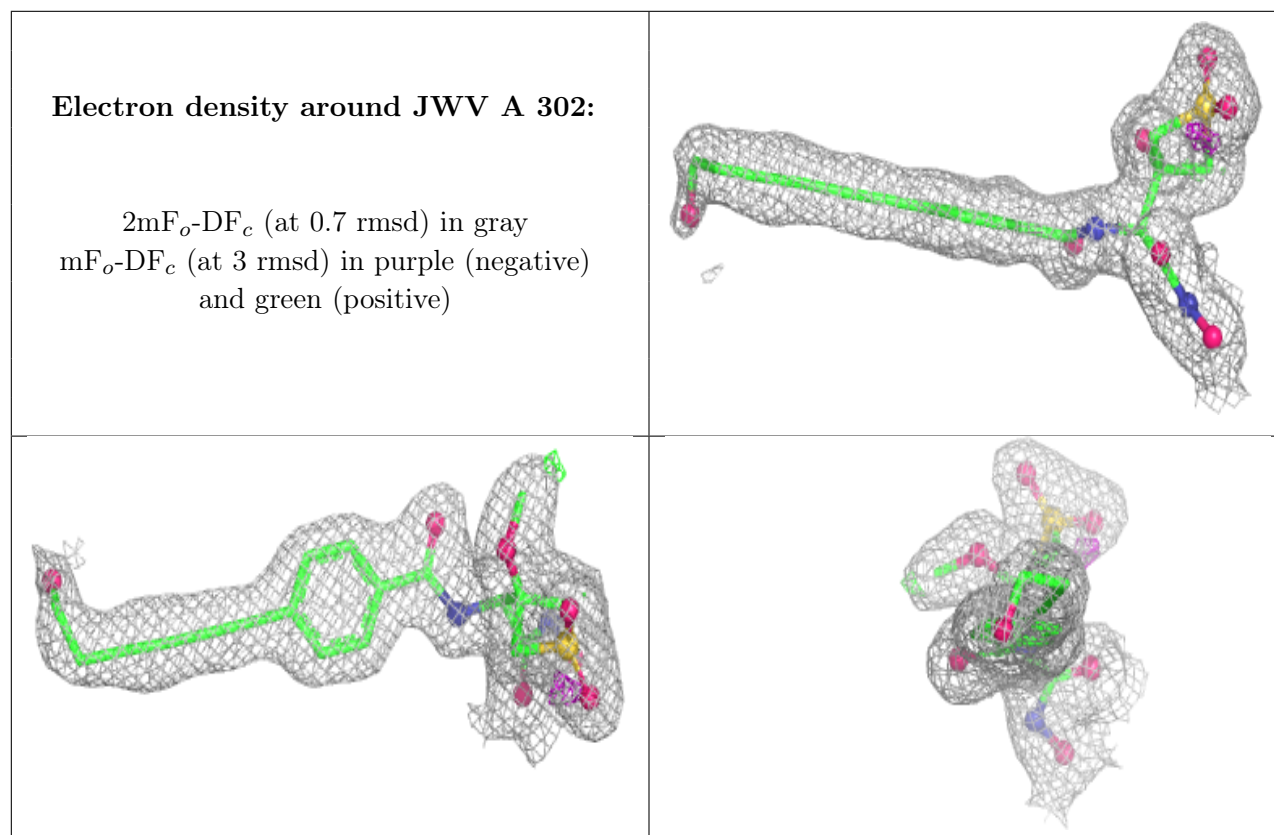 Electron density around JWV A 302:
2mFo-DFc (at 0.7 rmsd) in gray
mFo-DFc (at 3 rmsd) in purple (negative)
and green (positive)